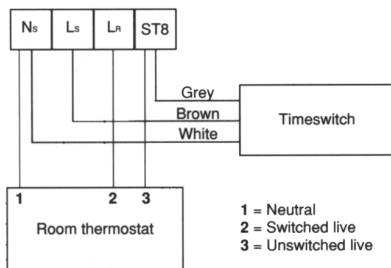 Ns Ls LR ST8
Grey
Brown
White
Timeswitch
1 2 3
Room thermostat
1 = Neutral
2 = Switched live
3 = Unswitched live